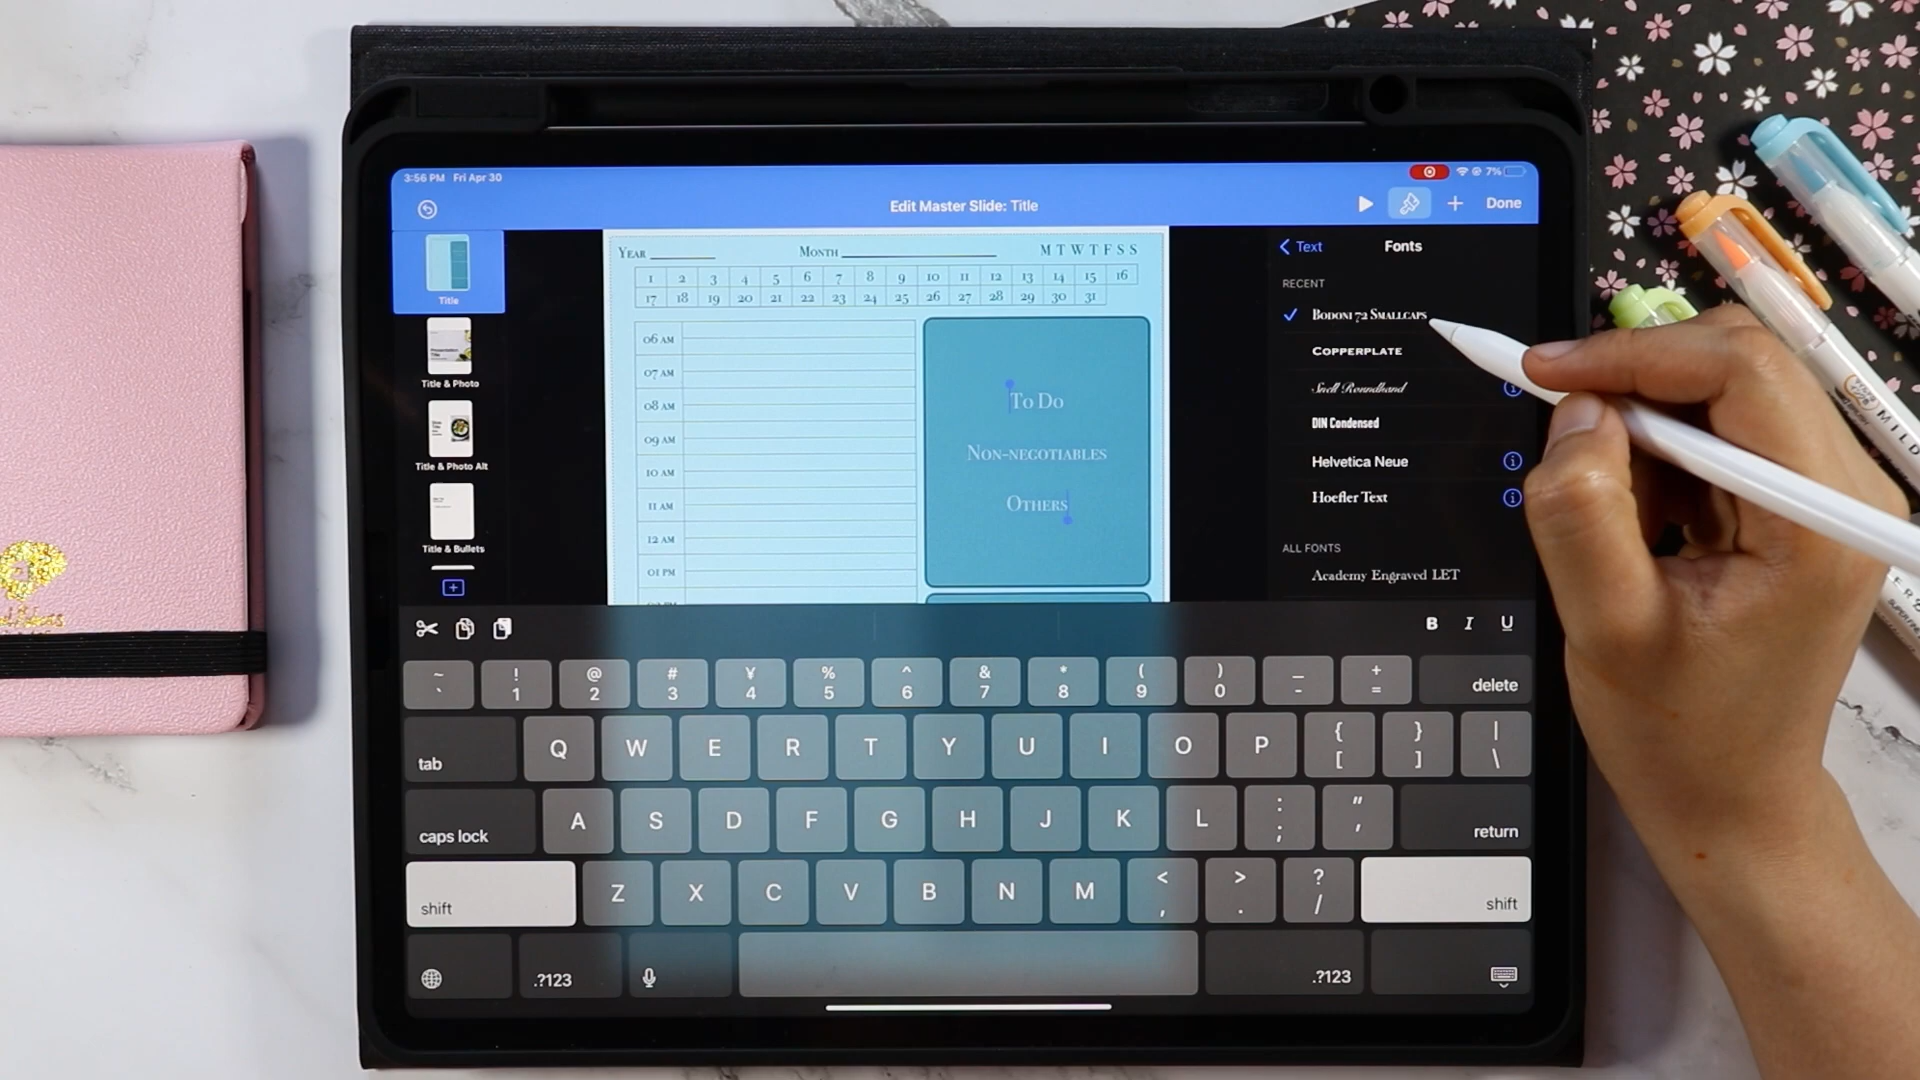 3:56 PM Fri Apr 30
7%
Edit Master Slide: Title
Done
Title
Title & Photo
Title & Photo Alt
Title & Bullets
Year
Month
M T W T F S S
1 2 3 4 5 6 7 8 9 10 11 12 13 14 15 16
17 18 19 20 21 22 23 24 25 26 27 28 29 30 31
06 AM
07 AM
08 AM
09 AM
10 AM
11 AM
12 AM
01 PM
To Do
Non-negotiables
Others
Text
Fonts
RECENT
Bodoni 72 Smallcaps
Copperplate
Snell Roundhand
DIN Condensed
Helvetica Neue
Hoefler Text
ALL FONTS
Academy Engraved LET
B I U
~ ! @ # ¥ % ^ & * ( ) _ +
` 1 2 3 4 5 6 7 8 9 0 - = delete
tab Q W E R T Y U I O P { [ } ] | \
caps lock A S D F G H J K L : ; " ' return
shift Z X C V B N M < , > . ? / shift
.?123 .?123
MILD